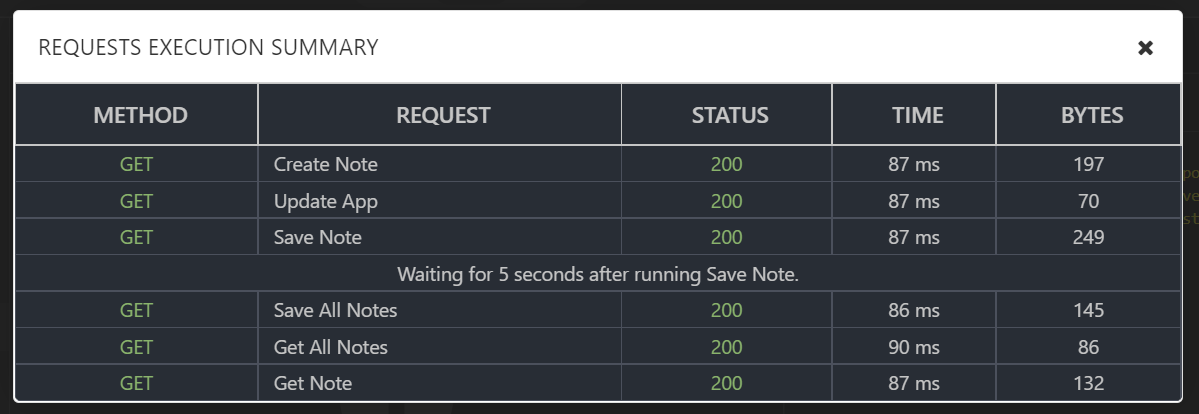 REQUESTS EXECUTION SUMMARY ✖
METHOD REQUEST STATUS TIME BYTES
GET Create Note 200 87 ms 197
GET Update App 200 87 ms 70
GET Save Note 200 87 ms 249
Waiting for 5 seconds after running Save Note.
GET Save All Notes 200 86 ms 145
GET Get All Notes 200 90 ms 86
GET Get Note 200 87 ms 132